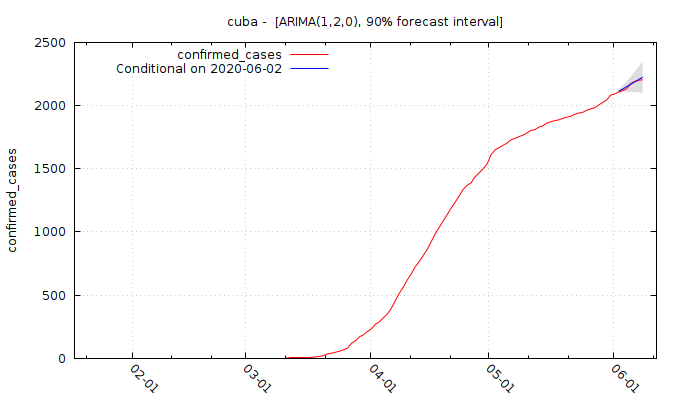 cuba -  [ARIMA(1,2,0), 90% forecast interval]
confirmed_cases
Conditional on 2020-06-02
2500
2000
1500
1000
500
0
confirmed_cases
02-01
03-01
04-01
05-01
06-01